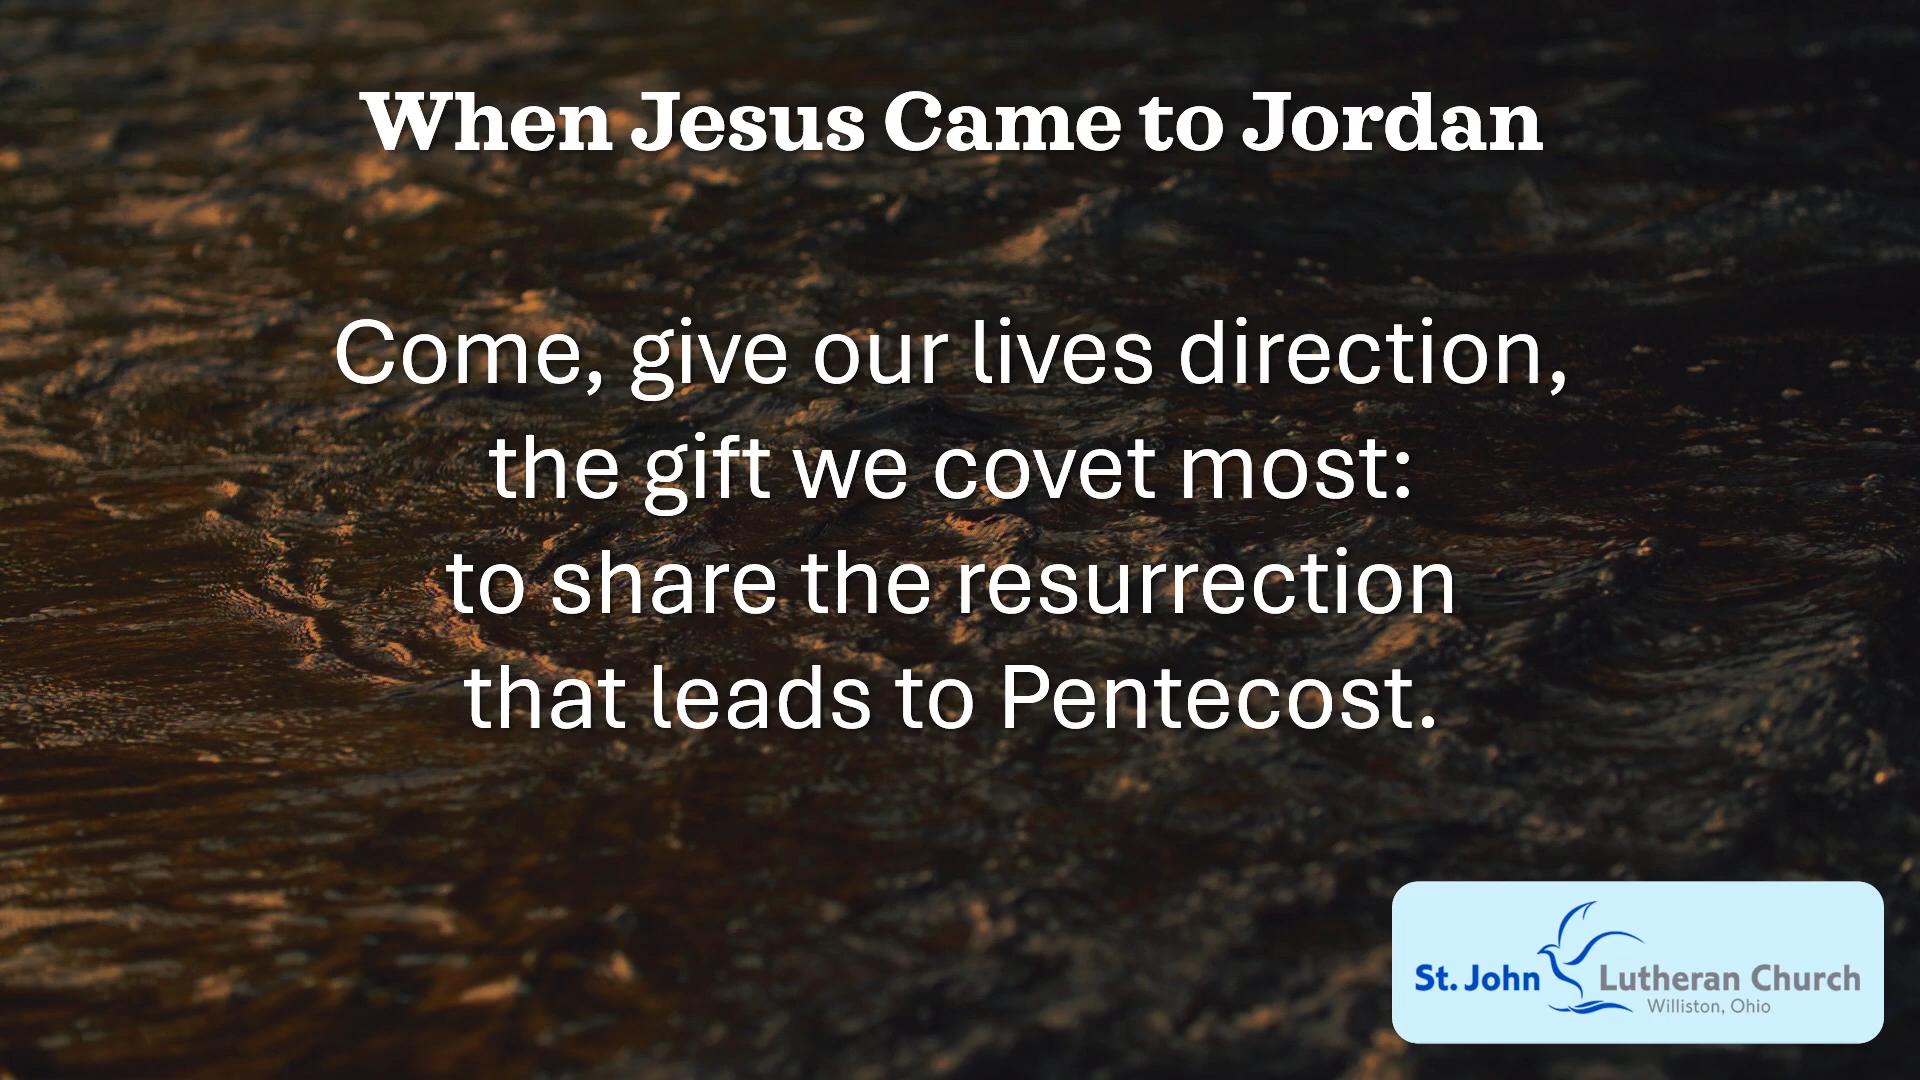 When Jesus Came to Jordan
Come, give our lives direction,
the gift we covet most:
to share the resurrection
that leads to Pentecost.
St. John Lutheran Church
Williston, Ohio